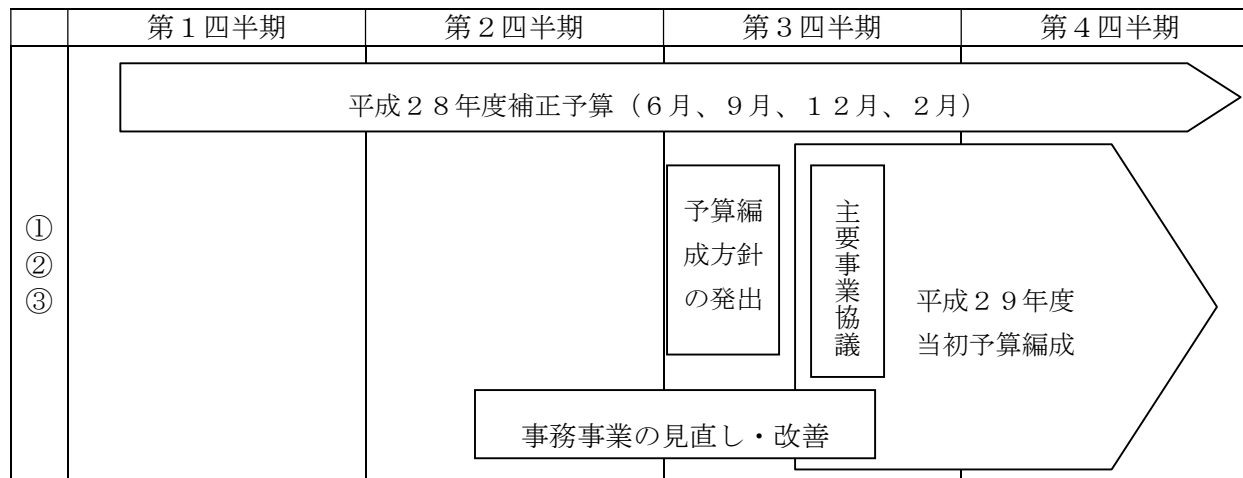 第１四半期
第２四半期
第３四半期
第４四半期
平成２８年度補正予算（６月、９月、１２月、２月）
①
②
③
予算編
成方針
の発出
主要事業協議
平成２９年度
当初予算編成
事務事業の見直し・改善